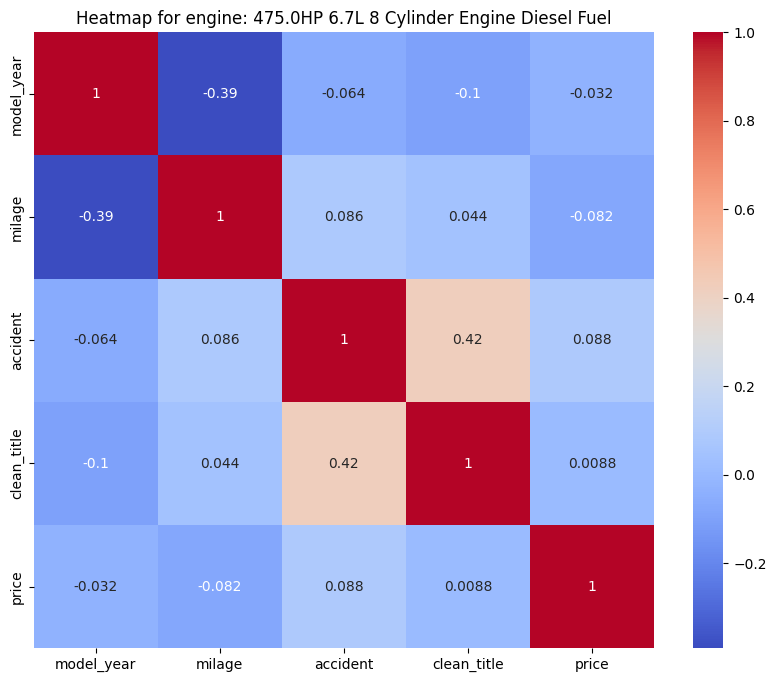 Heatmap for engine: 475.0HP 6.7L 8 Cylinder Engine Diesel Fuel
model_year 1 -0.39 -0.064 -0.1 -0.032
milage -0.39 1 0.086 0.044 -0.082
accident -0.064 0.086 1 0.42 0.088
clean_title -0.1 0.044 0.42 1 0.0088
price -0.032 -0.082 0.088 0.0088 1
model_year milage accident clean_title price
1.0
0.8
0.6
0.4
0.2
0.0
−0.2